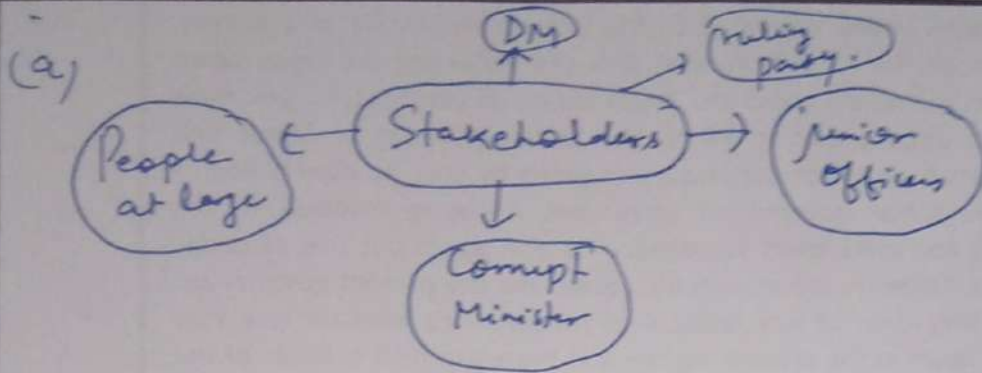 (a)
DM
ruling
party.
People
at large
Stakeholders
junior
officers
Corrupt
Minister